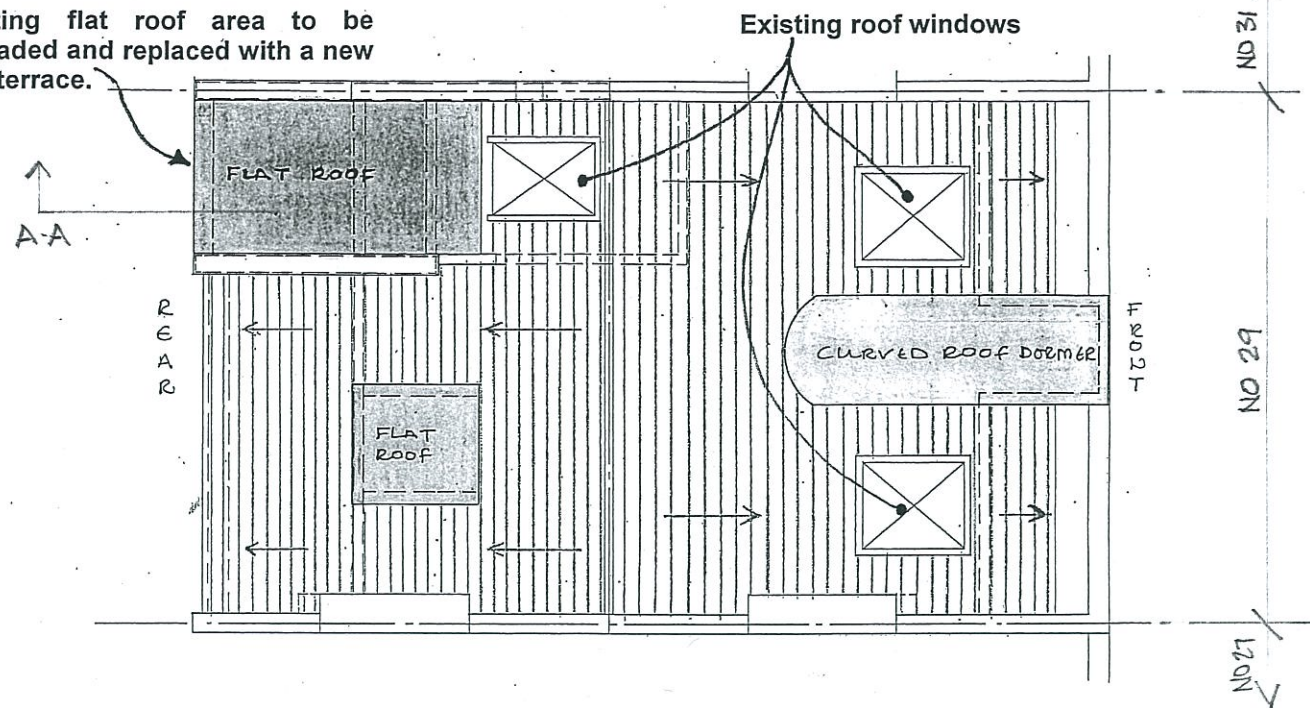 ting flat roof area to be
aded and replaced with a new
terrace.
Existing roof windows
NO 31
FLAT ROOF
A-A
REAR
FRONT
CURVED ROOF DORMER
NO 29
FLAT
ROOF
NO 27